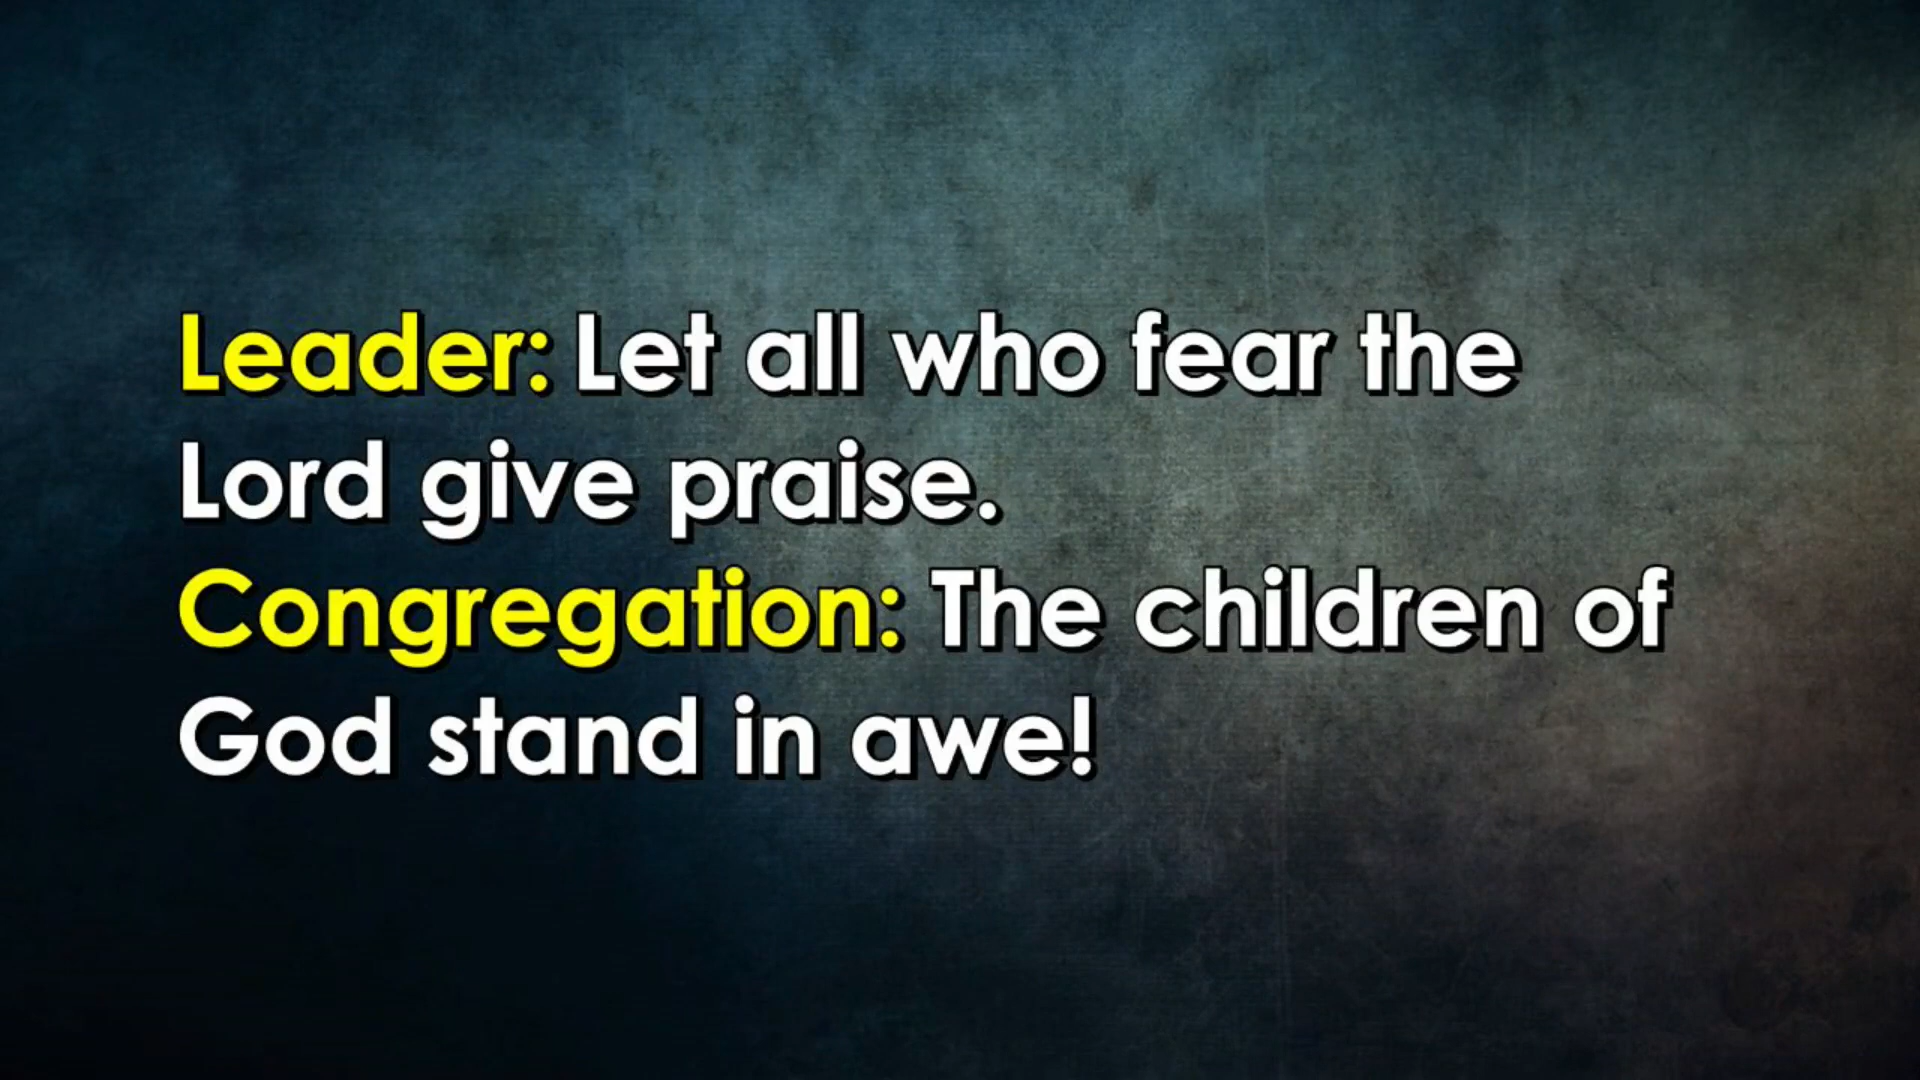 Leader: Let all who fear the
Lord give praise.
Congregation: The children of
God stand in awe!